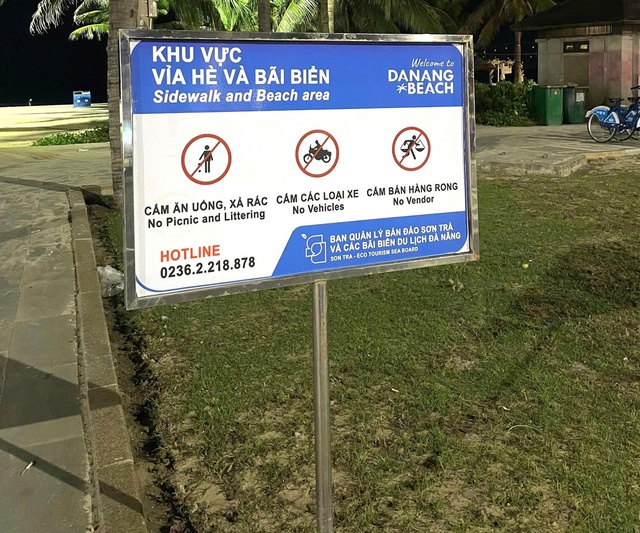 KHU VỰC
VỈA HÈ VÀ BÃI BIỂN
Sidewalk and Beach area
Welcome to
DANANG
BEACH
CẤM ĂN UỐNG, XẢ RÁC
No Picnic and Littering
CẤM CÁC LOẠI XE
No Vehicles
CẤM BÁN HÀNG RONG
No Vendor
HOTLINE
0236.2.218.878
BAN QUẢN LÝ BÁN ĐẢO SƠN TRÀ
VÀ CÁC BÃI BIỂN DU LỊCH ĐÀ NẴNG
SON TRA - ECO TOURISM SEA BOARD